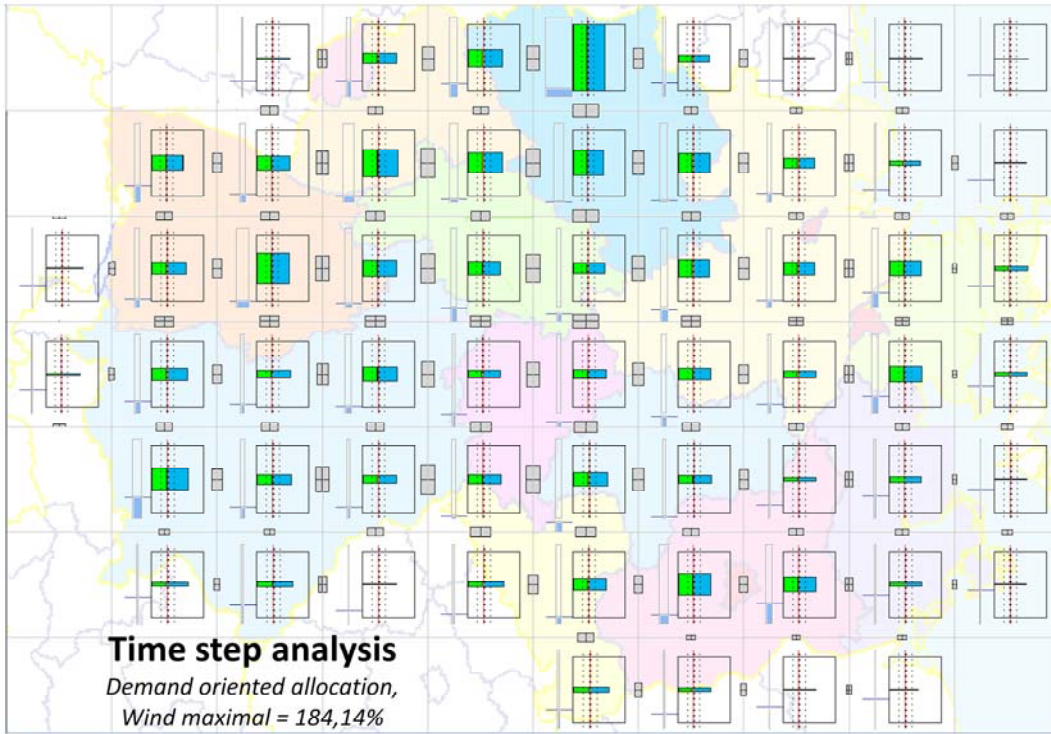 Time step analysis
Demand oriented allocation,
Wind maximal = 184,14%